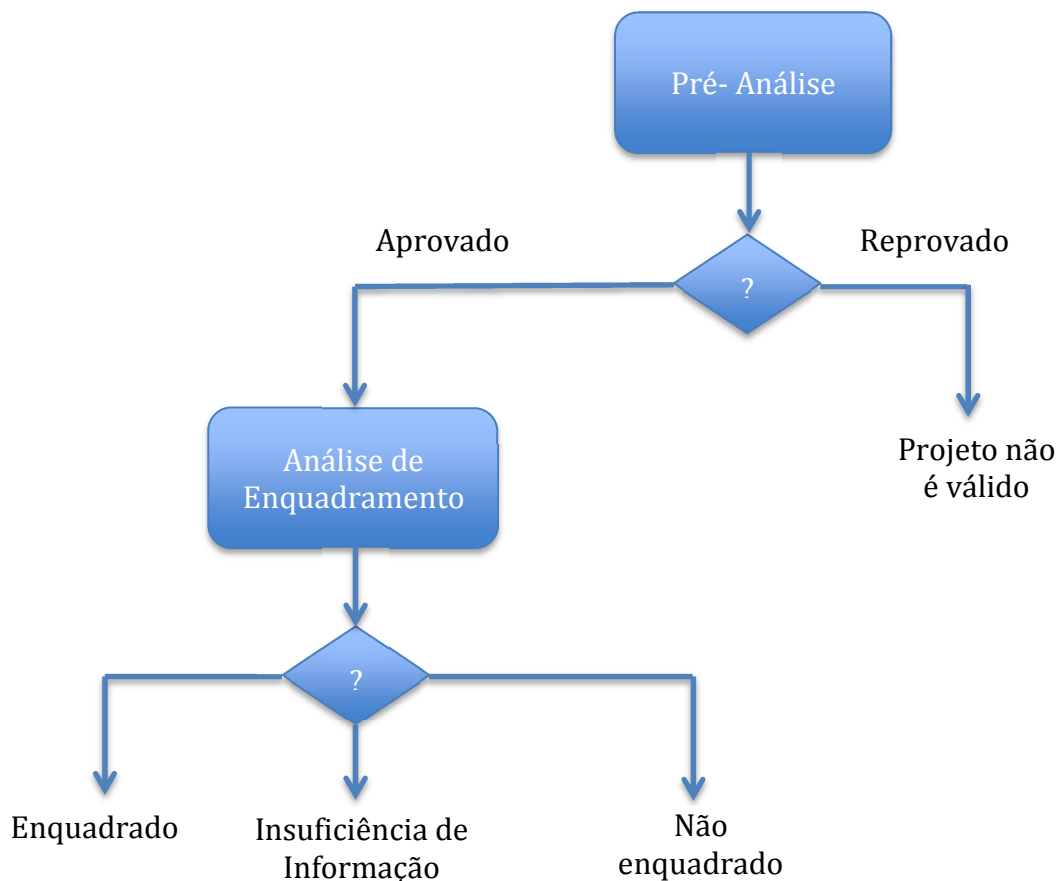 Pré- Análise
Aprovado
Reprovado
?
Análise de
Enquadramento
Projeto não
é válido
?
Enquadrado
Insuficiência de
Informação
Não
enquadrado